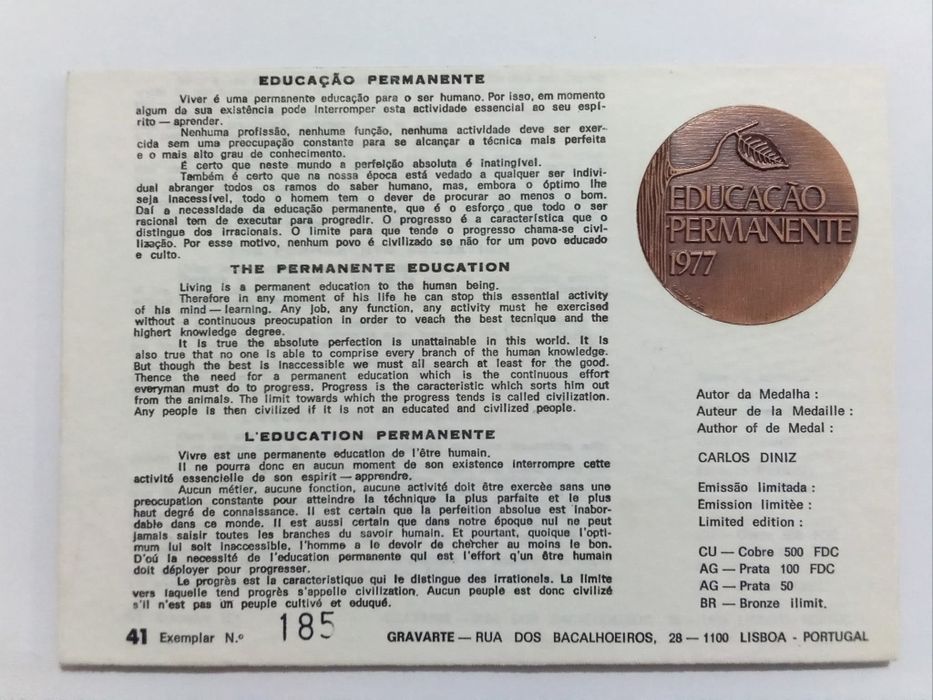 EDUCAÇÃO PERMANENTE
Viver é uma permanente educação para o ser humano. Por isso, em momento
algum da sua existência pode interromper esta actividade essencial ao seu espí-
rito — aprender.
Nenhuma profissão, nenhuma função, nenhuma actividade deve ser exer-
cida sem uma preocupação constante para se alcançar a técnica mais perfeita
e o mais alto grau de conhecimento.
É certo que neste mundo a perfeição absoluta é inatingível.
Também é certo que na nossa época está vedado a qualquer ser indivi-
dual abranger todos os ramos do saber humano, mas, embora o óptimo lhe
seja inacessível, todo o homem tem o dever de procurar ao menos o bom.
Daí a necessidade da educação permanente, que é o esforço que todo o ser
racional tem de executar para progredir. O progresso é a característica que o
distingue dos irracionais. O limite para que tende o progresso chama-se civi-
lização. Por esse motivo, nenhum povo é civilizado se não for um povo educado
e culto.
THE PERMANENTE EDUCATION
Living is a permanent education to the human being.
Therefore in any moment of his life he can stop this essential activity
of his mind — learning. Any job, any function, any activity must he exercised
without a continuous preocupation in order to veach the best tecnique and the
highert knowledge degree.
It is true the absolute perfection is unattainable in this world. It is
also true that no one is able to comprise every branch of the human knowledge.
But though the best is inaccessible we must all search at least for the good.
Thence the need for a permanent education which is the continuous effort
everyman must do to progress. Progress is the caracteristic which sorts him out
from the animals. The limit towards which the progress tends is called civilization.
Any people is then civilized if it is not an educated and civilized people.
L'EDUCATION PERMANENTE
Vivre est une permanente education de l'être humain.
Il ne pourra donc en aucun moment de son existence interrompre cette
activité essencielle de son espirit — apprendre.
Aucun métier, aucune fonction, aucune activité doit être exercèe sans une
preocupation constante pour atteindre la téchnique la plus parfaite et le plus
haut degré de connaissance. Il est certain que la perfeition absolue est inabor-
dable dans ce monde. Il est aussi certain que dans notre époque nul ne peut
jamais saisir toutes les branches du savoir humain. Et pourtant, quoique l'opti-
mum lui soit inaccessible, l'homme a le devoir de chercher au moins le bon.
D'oú la necessité de l'education permanente qui est l'effort q'un être humain
doit déployer pour progresser.
Le progrès est la caracteristique qui le distingue des irrationels. La limite
vers laquelle tend progrès s'appelle civilization. Aucun peuple est donc civilizé
s'il n'est pas un peuple cultivé et eduqué.
41 Exemplar N.º 185
EDUCAÇÃO
PERMANENTE
1977
Autor da Medalha :
Auteur de la Medaille :
Author of de Medal :
CARLOS DINIZ
Emissão limitada :
Emission limitèe :
Limited edition :
CU — Cobre 500 FDC
AG — Prata 100 FDC
AG — Prata 50
BR — Bronze ilimit.
GRAVARTE — RUA DOS BACALHOEIROS, 28 — 1100 LISBOA - PORTUGAL